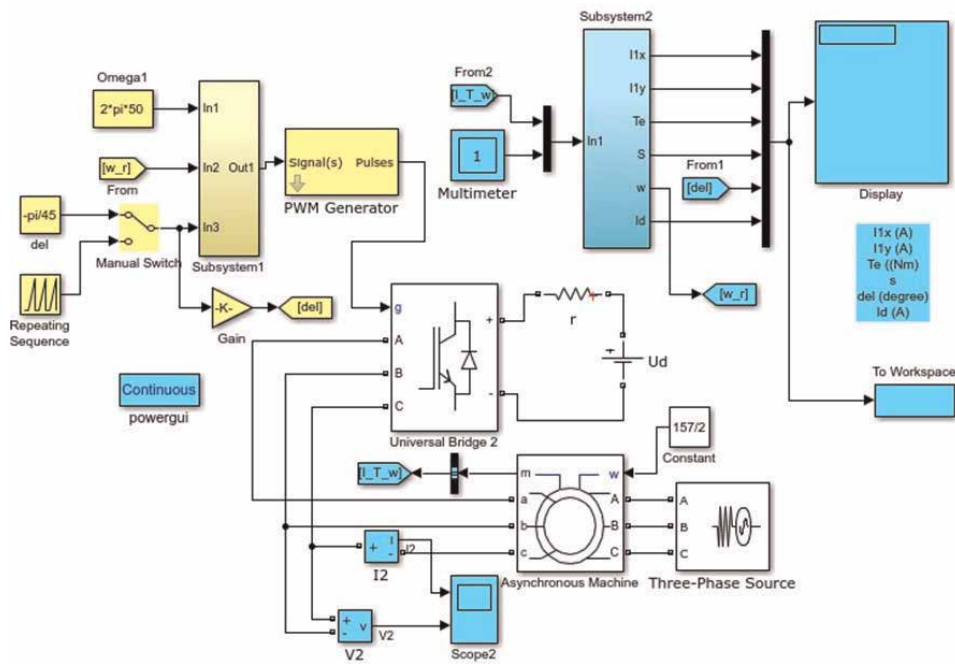 Subsystem2
Omega1
2*pi*50
[w_r]
From
-pi/45
del
Manual Switch
Repeating
Sequence
In1
In2
In3
Out1
Subsystem1
Signal(s)
Pulses
PWM Generator
-K-
Gain
[del]
From2
[I_T_w]
1
Multimeter
In1
I1x
I1y
Te
S
w
Id
From1
[del]
Display
I1x (A)
I1y (A)
Te ((Nm)
s
del (degree)
Id (A)
[w_r]
To Workspace
Continuous
powergui
g
A
B
C
+
-
Universal Bridge 2
r
+
Ud
157/2
Constant
[I_T_w]
m
w
a
b
c
A
B
C
Asynchronous Machine
A
B
C
Three-Phase Source
+
-
I
I2
I2
+
-
v
V2
V2
Scope2